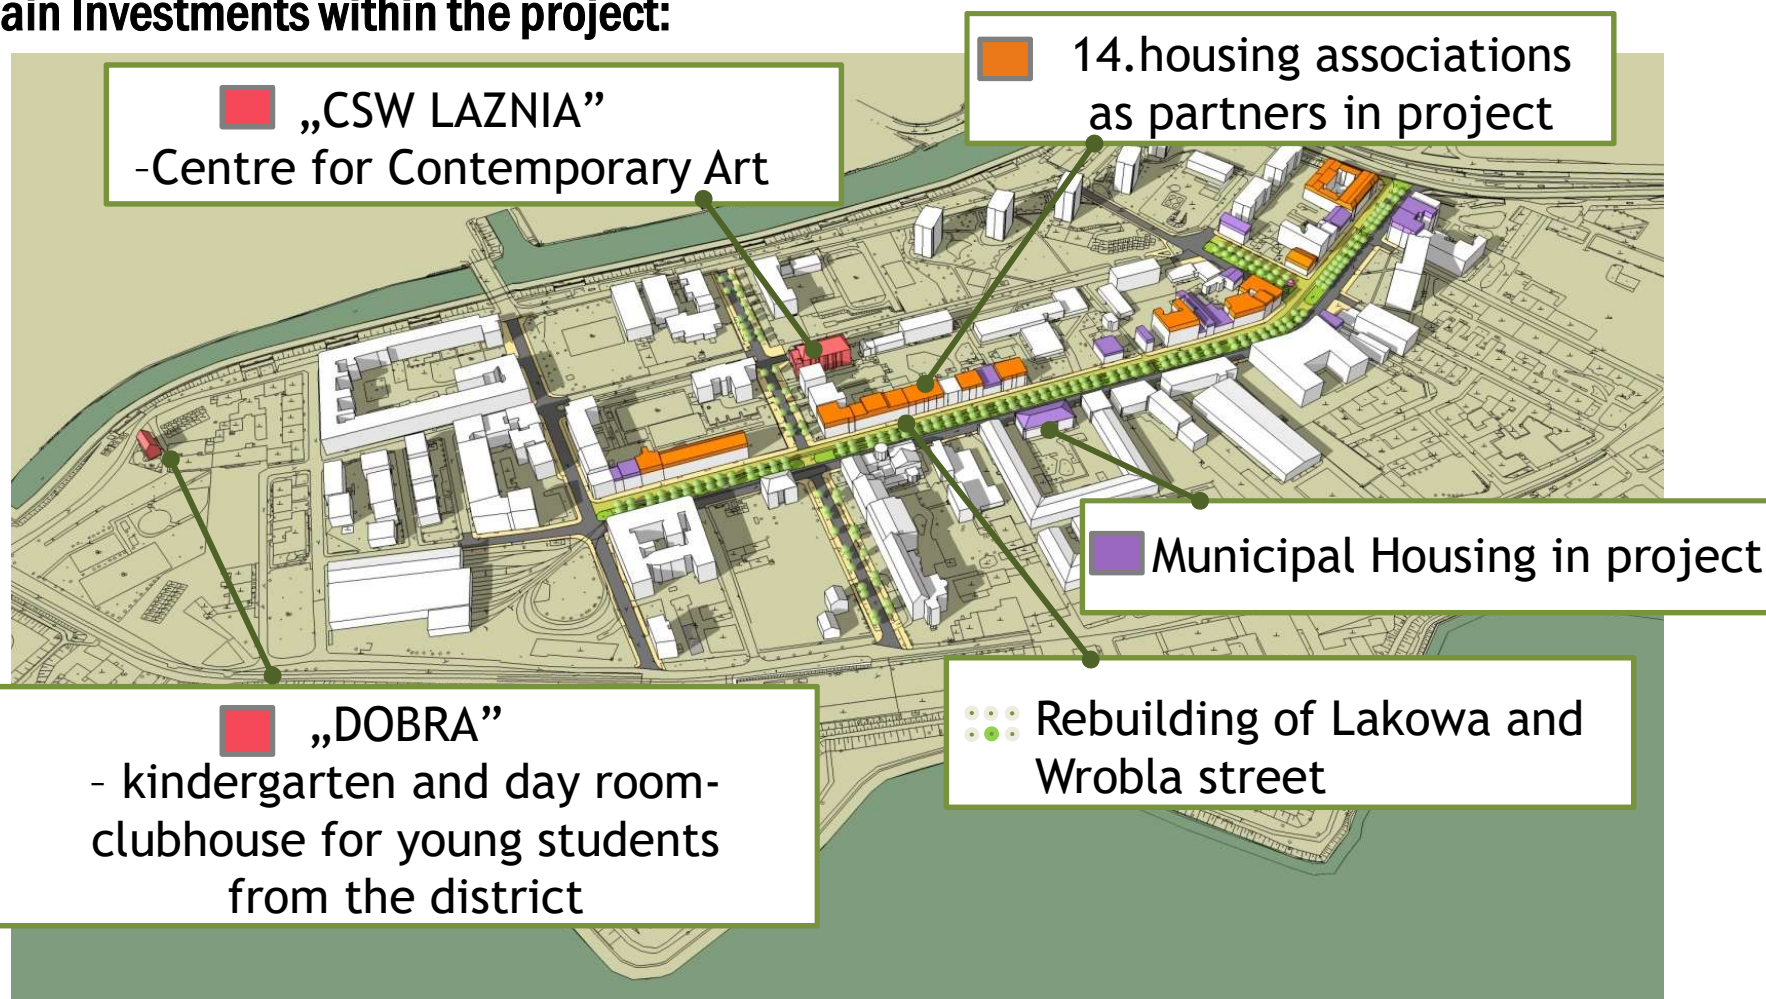 ain Investments within the project:
„CSW LAZNIA”
–Centre for Contemporary Art
14.housing associations
as partners in project
Municipal Housing in project
Rebuilding of Lakowa and
Wrobla street
„DOBRA”
– kindergarten and day room-
clubhouse for young students
from the district